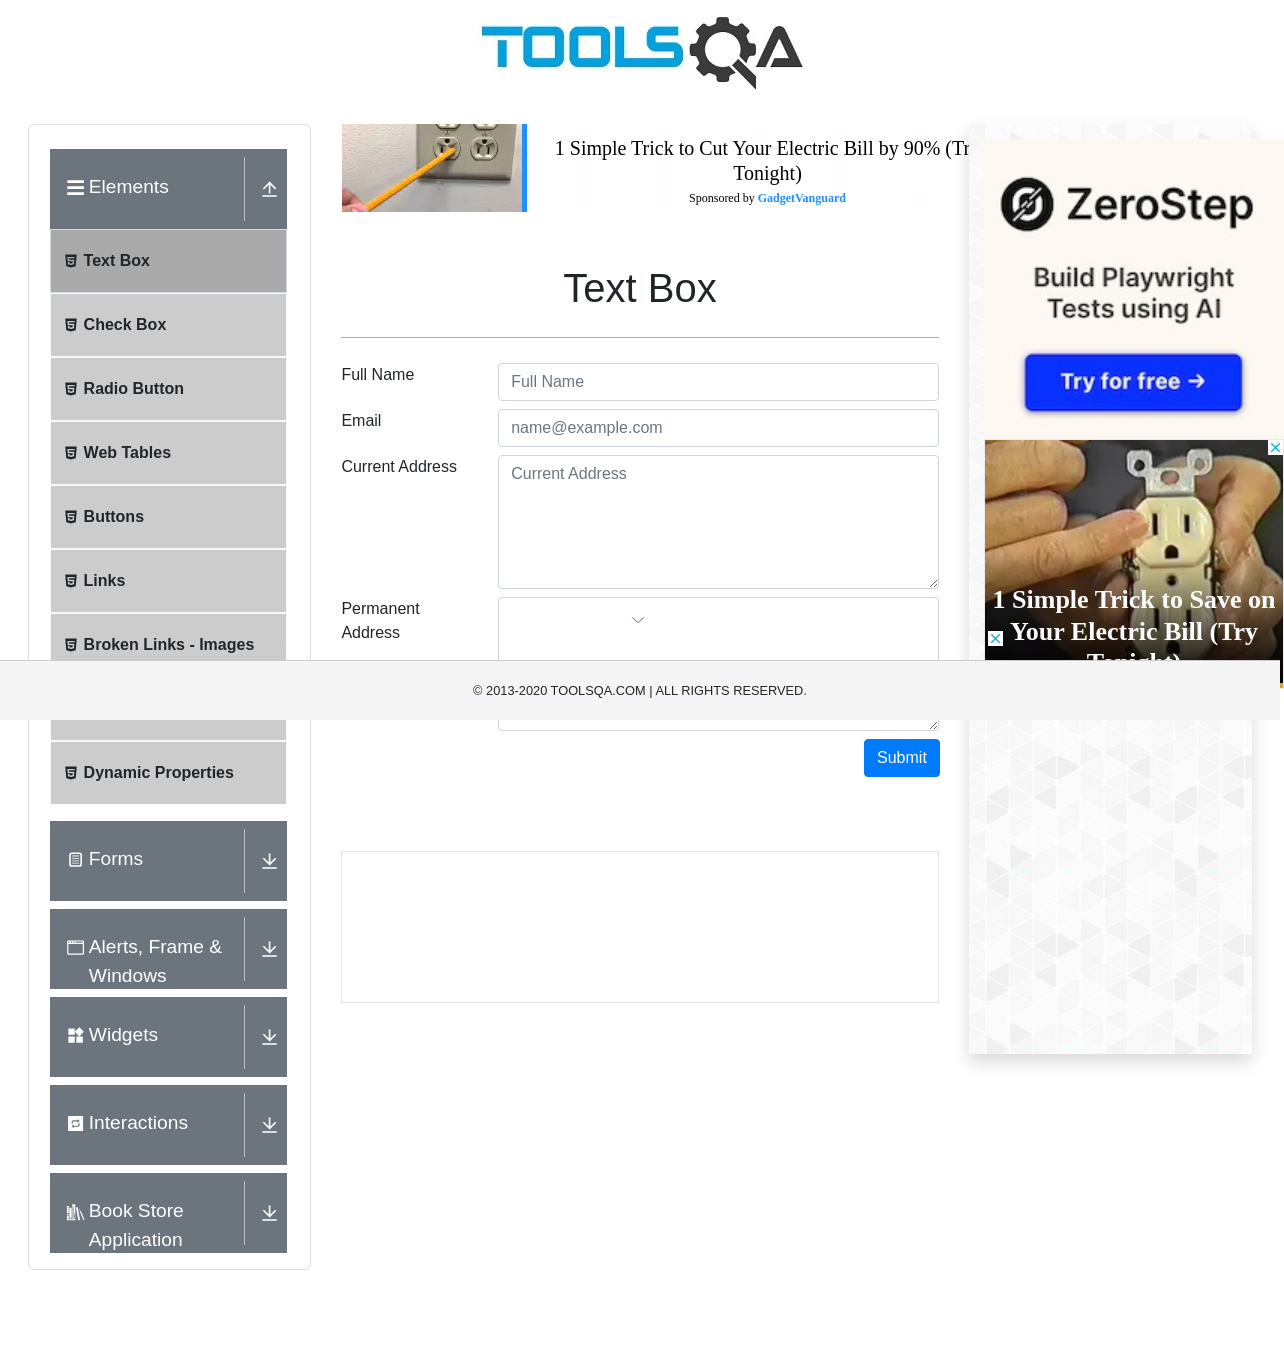 TOOLSQA
Elements
Text Box
Check Box
Radio Button
Web Tables
Buttons
Links
Broken Links - Images
Dynamic Properties
Forms
Alerts, Frame &
Windows
Widgets
Interactions
Book Store
Application
1 Simple Trick to Cut Your Electric Bill by 90% (Tr
Tonight)
Sponsored by GadgetVanguard
Text Box
Full Name
Full Name
Email
name@example.com
Current Address
Current Address
Permanent
Address
Submit
ZeroStep
Build Playwright
Tests using AI
Try for free →
1 Simple Trick to Save on
Your Electric Bill (Try
Tonight)
© 2013-2020 TOOLSQA.COM | ALL RIGHTS RESERVED.